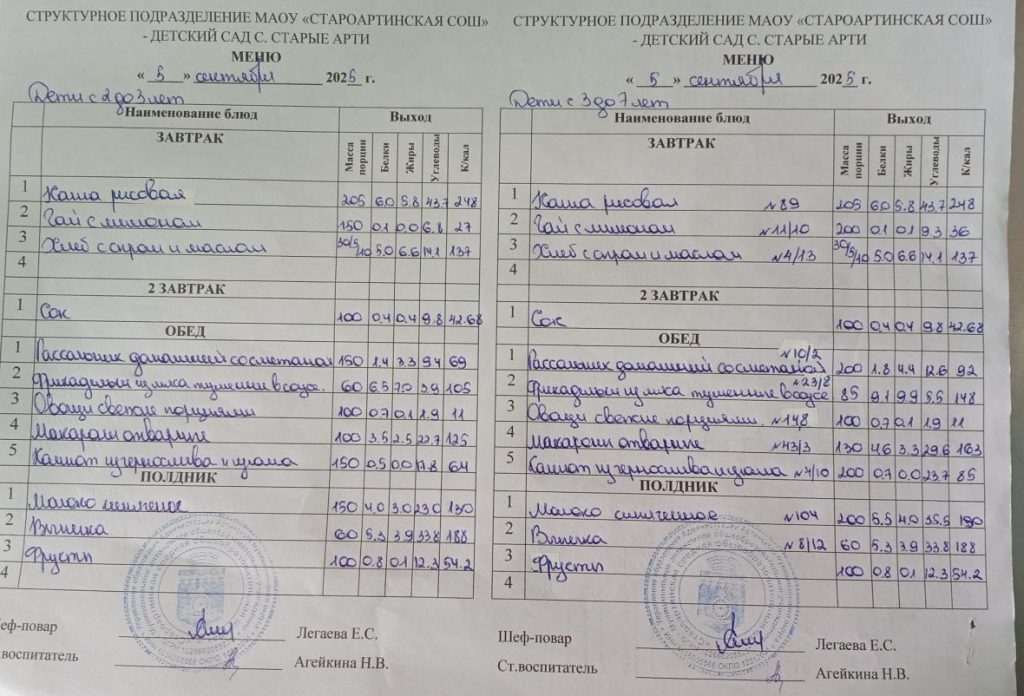 СТРУКТУРНОЕ ПОДРАЗДЕЛЕНИЕ МАОУ «СТАРОАРТИНСКАЯ СОШ»
- ДЕТСКИЙ САД С. СТАРЫЕ АРТИ
МЕНЮ
« 5 » сентября 2025 г.
Дети с 2 до 3 лет
Наименование блюд Выход
ЗАВТРАК Масса порции Белки Жиры Углеводы К/кал
1 Каша рисовая 205 6.0 5.8 43.7 248
2 Чай с лимоном 150 0.1 0.0 6.8 27
3 Хлеб с сыром и маслом 30/5/10 5.0 6.6 14.1 137
4
2 ЗАВТРАК
1 Сок 100 0.4 0.4 9.8 42.68
ОБЕД
1 Рассольник домашней со сметаной 150 1.4 3.3 9.4 69
2 Фрикадельки из мяса тушеные в соусе. 60 6.5 7.0 3.9 105
3 Овощи свежие порциями 100 0.7 0.1 1.9 11
4 Макароны отварные 100 3.5 2.5 22.7 125
5 Компот из чернослива и изюма 150 0.5 0.0 17.8 64
ПОЛДНИК
1 Молоко 150 4.0 3.0 23.0 130
2 Выпечка 60 5.3 3.9 33.8 188
3 Фрукты 100 0.8 0.1 12.3 54.2
4
еф-повар Легаева Е.С.
воспитатель Агейкина Н.В.
СТРУКТУРНОЕ ПОДРАЗДЕЛЕНИЕ МАОУ «СТАРОАРТИНСКАЯ СОШ»
- ДЕТСКИЙ САД С. СТАРЫЕ АРТИ
МЕНЮ
« 5 » сентября 2025 г.
Дети с 3 до 7 лет
Наименование блюд Выход
ЗАВТРАК Масса порции Белки Жиры Углеводы К/кал
1 Каша рисовая №89 205 6.0 5.8 43.7 248
2 Чай с лимоном №11/10 200 0.1 0.1 9.3 36
3 Хлеб с сыром и маслом №4/13 30/5/10 5.0 6.6 14.1 137
4
2 ЗАВТРАК
1 Сок 100 0.4 0.4 9.8 42.68
ОБЕД
1 Рассольник домашний со сметаной №10/2 200 1.8 4.4 12.6 92
2 Фрикадельки из мяса тушенные в соусе №23/8 85 9.1 9.9 5.5 148
3 Овощи свежие порциями. №148 100 0.7 0.1 1.9 11
4 Макароны отварные №43/3 130 4.6 3.3 29.6 163
5 Компот из чернослива и изюма №7/10 200 0.7 0.0 23.7 85
ПОЛДНИК
1 Молоко №104 200 5.5 4.0 35.5 190
2 Выпечка №8/12 60 5.3 3.9 33.8 188
3 Фрукты 100 0.8 0.1 12.3 54.2
4
Шеф-повар Легаева Е.С.
Ст.воспитатель Агейкина Н.В.